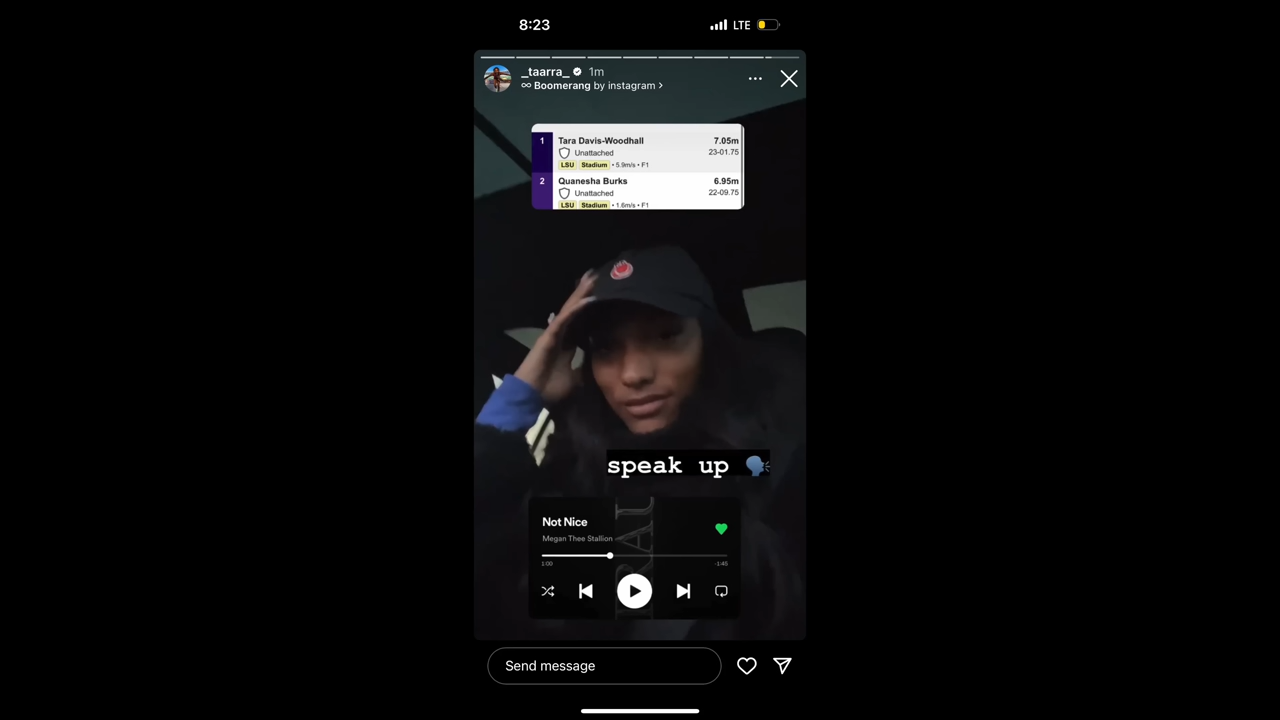 8:23
LTE
_taarra_ 1m
Boomerang by instagram >
1 Tara Davis-Woodhall 7.05m
Unattached 23-01.75
LSU Stadium • 5.9m/s • F1
2 Quanesha Burks 6.95m
Unattached 22-09.75
LSU Stadium • 1.6m/s • F1
speak up 🗣️
Not Nice
Megan Thee Stallion
1:00 -1:45
Send message